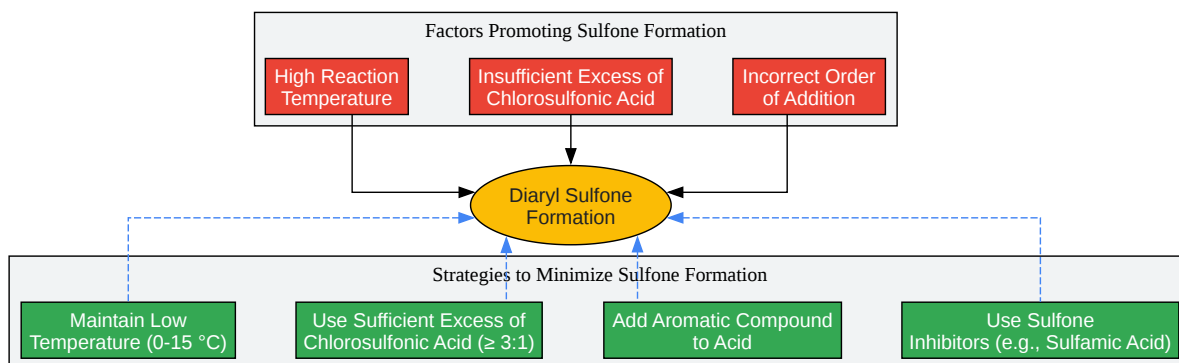 Factors Promoting Sulfone Formation
High Reaction
Temperature
Insufficient Excess of
Chlorosulfonic Acid
Incorrect Order
of Addition
Diaryl Sulfone
Formation
Strategies to Minimize Sulfone Formation
Maintain Low
Temperature (0-15 °C)
Use Sufficient Excess of
Chlorosulfonic Acid (≥ 3:1)
Add Aromatic Compound
to Acid
Use Sulfone
Inhibitors (e.g., Sulfamic Acid)